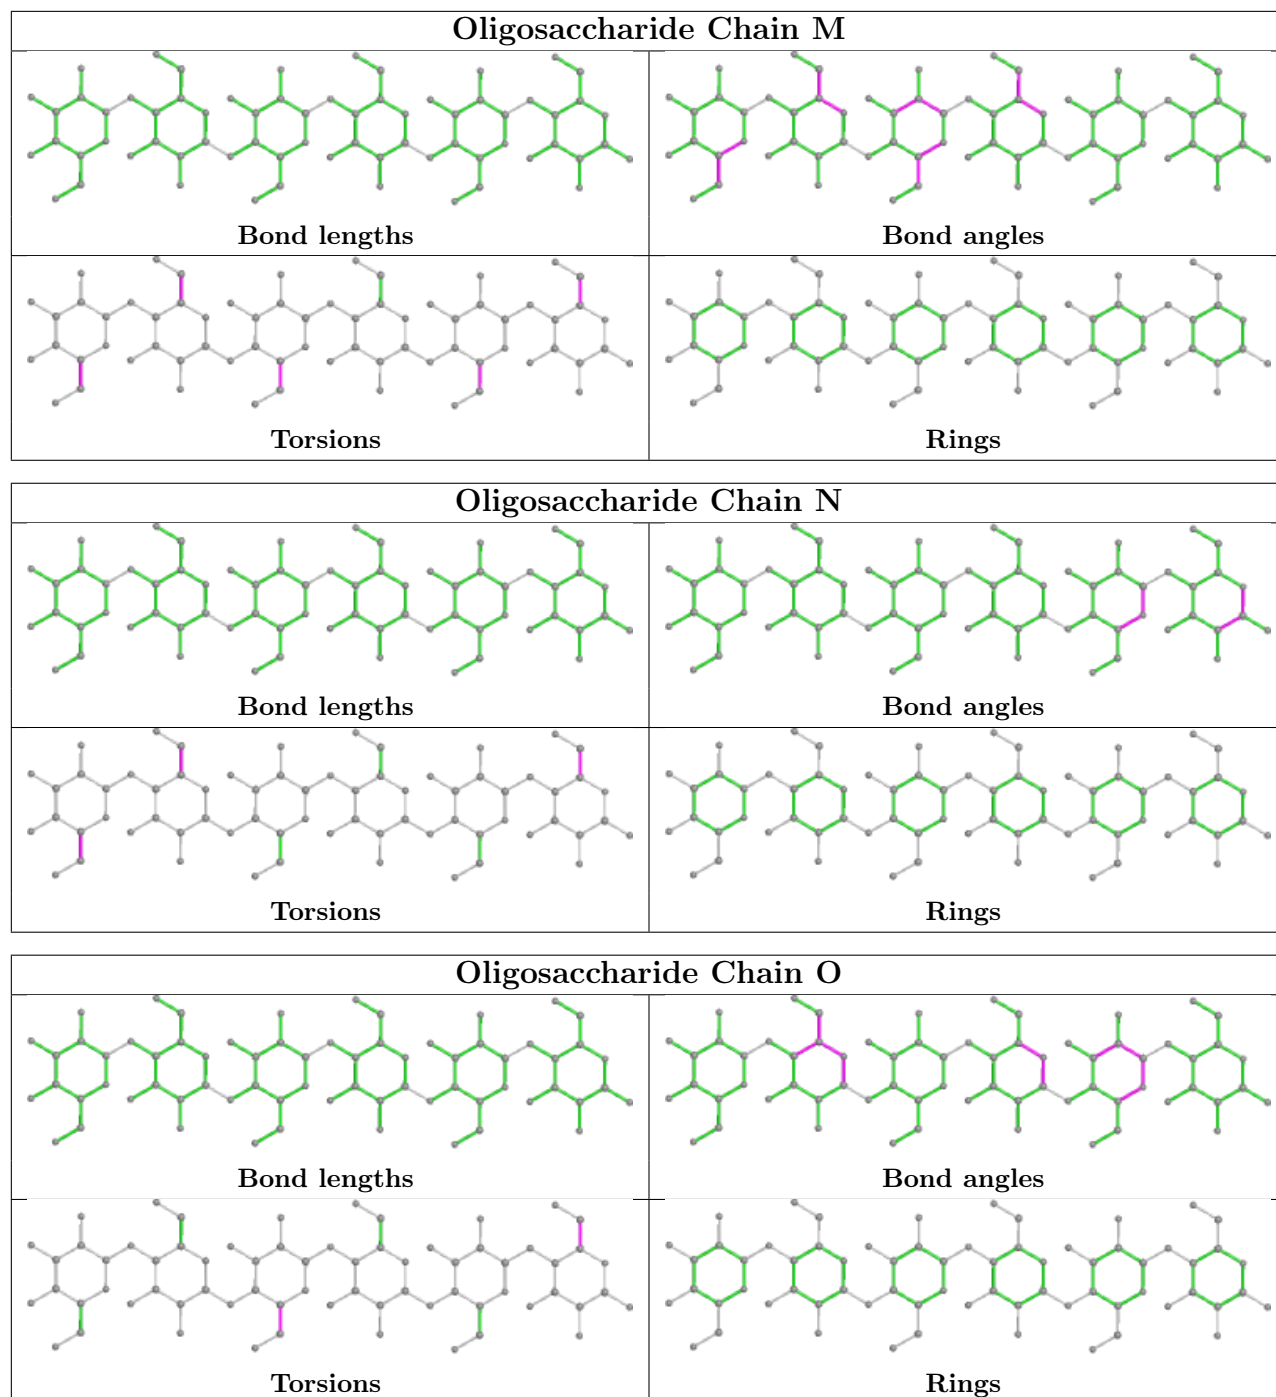 Oligosaccharide Chain M
Bond lengths
Bond angles
Torsions
Rings
Oligosaccharide Chain N
Bond lengths
Bond angles
Torsions
Rings
Oligosaccharide Chain O
Bond lengths
Bond angles
Torsions
Rings